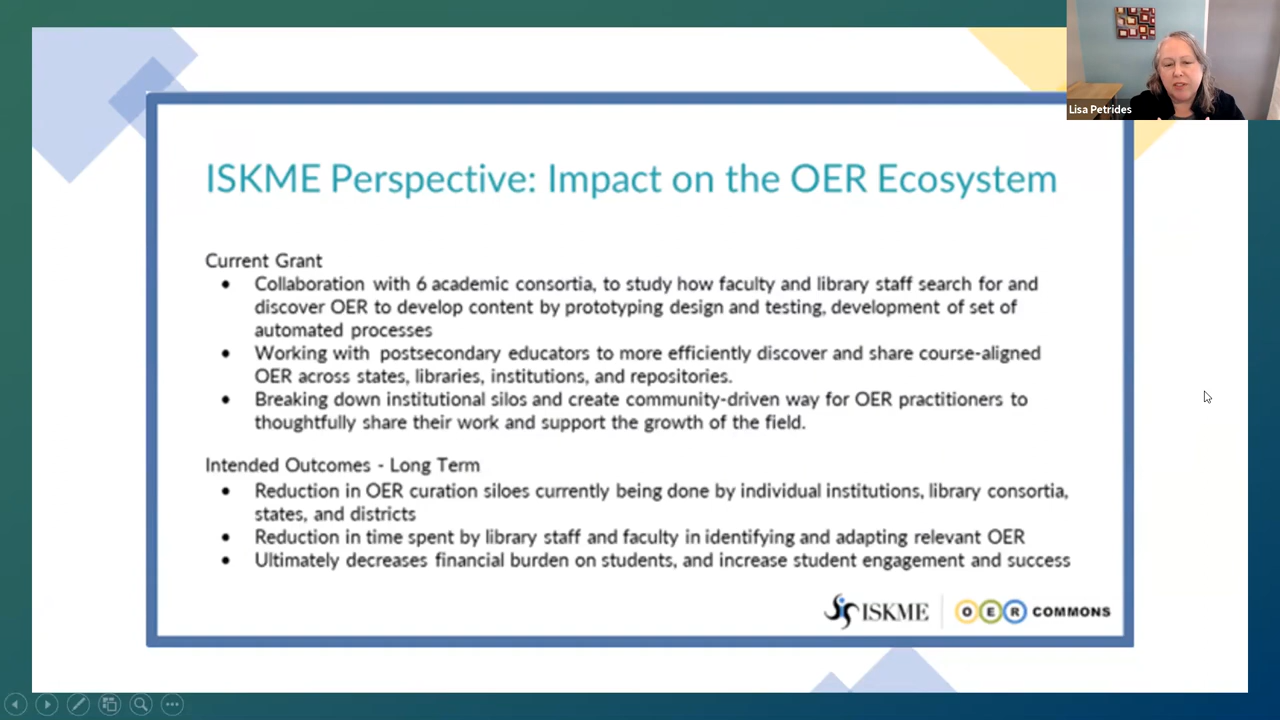 Lisa Petrides
ISKME Perspective: Impact on the OER Ecosystem
Current Grant
● Collaboration with 6 academic consortia, to study how faculty and library staff search for and
discover OER to develop content by prototyping design and testing, development of set of
automated processes
● Working with postsecondary educators to more efficiently discover and share course-aligned
OER across states, libraries, institutions, and repositories.
● Breaking down institutional silos and create community-driven way for OER practitioners to
thoughtfully share their work and support the growth of the field.
Intended Outcomes - Long Term
● Reduction in OER curation siloes currently being done by individual institutions, library consortia,
states, and districts
● Reduction in time spent by library staff and faculty in identifying and adapting relevant OER
● Ultimately decreases financial burden on students, and increase student engagement and success
ISKME | OER COMMONS